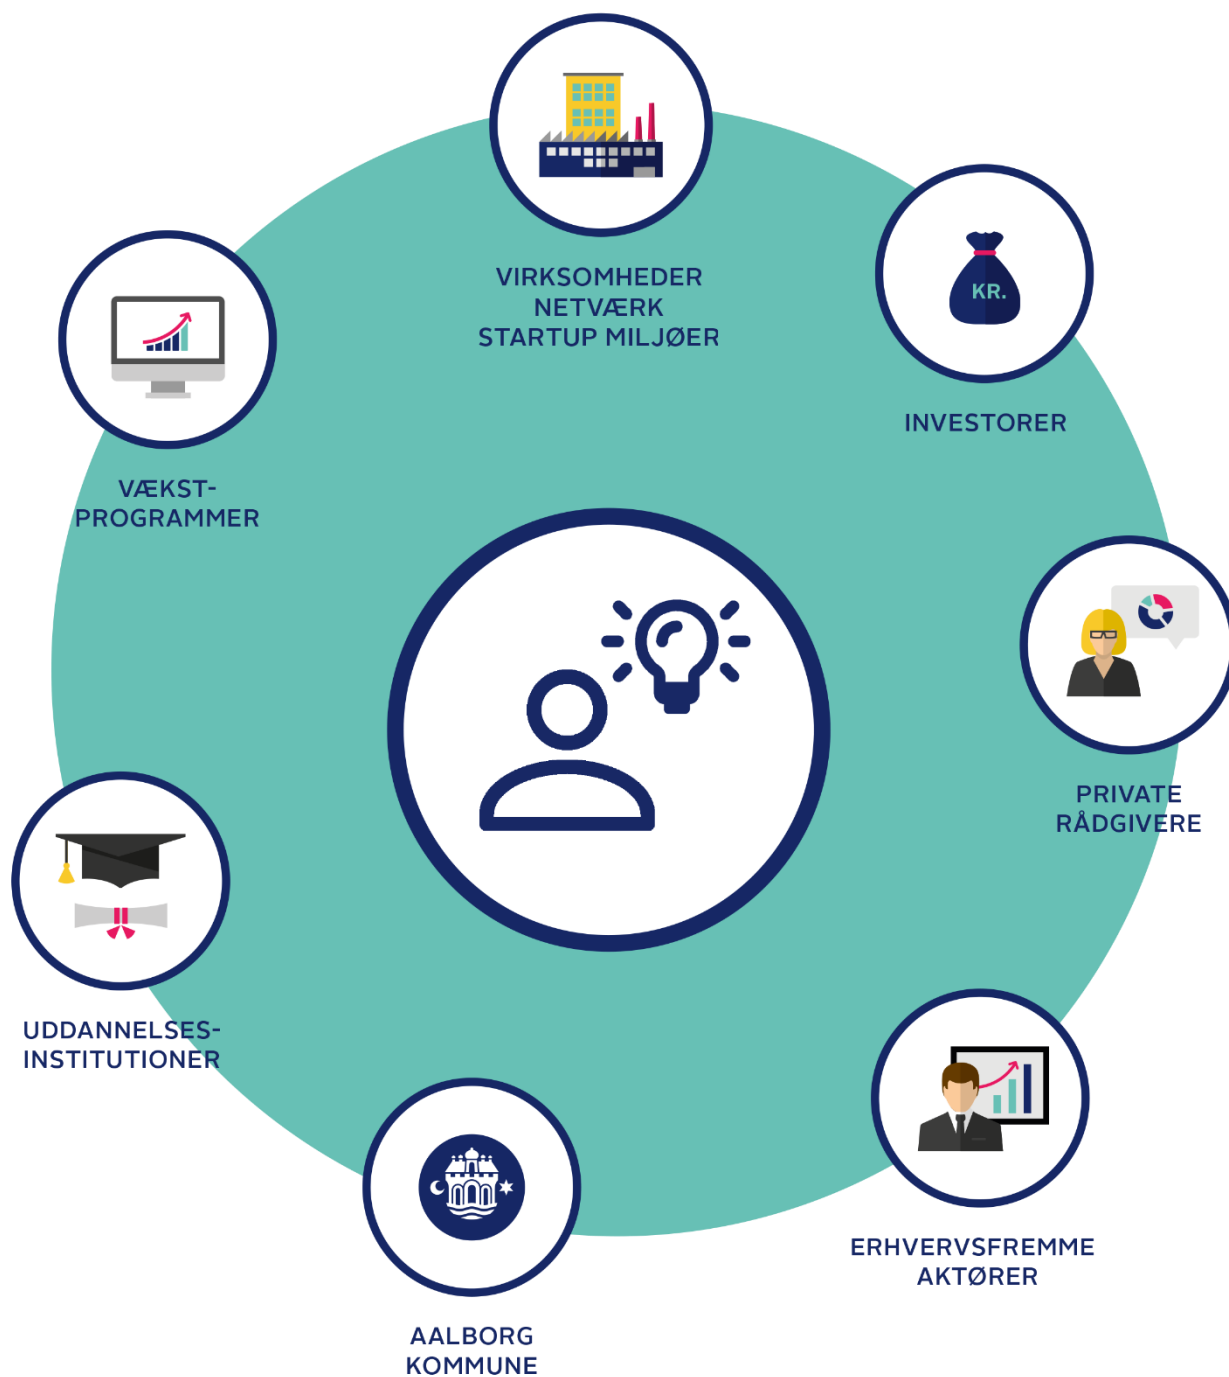 VIRKSOMHEDER
NETVÆRK
STARTUP MILJØER
KR.
INVESTORER
VÆKST-
PROGRAMMER
PRIVATE
RÅDGIVERE
UDDANNELSES-
INSTITUTIONER
ERHVERVSFREMME
AKTØRER
AALBORG
KOMMUNE